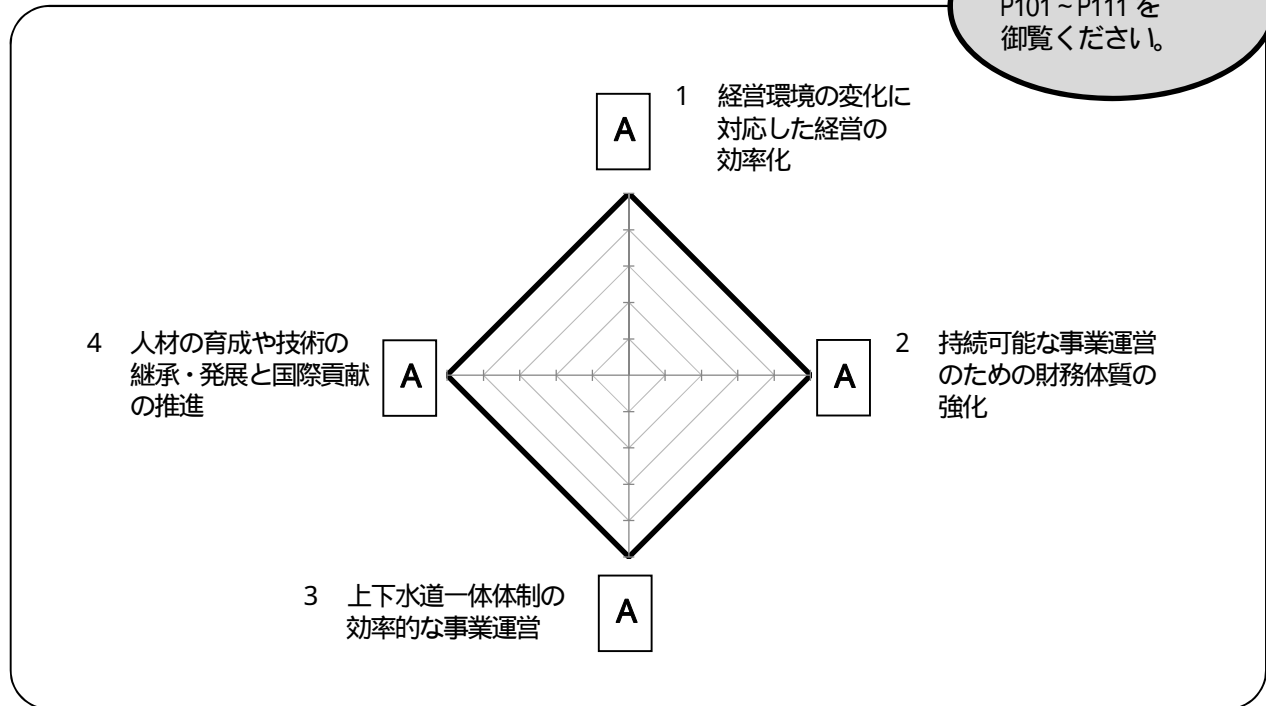 P101~P111 を
御覧ください。
A
1 経営環境の変化に
対応した経営の
効率化
4 人材の育成や技術の
継承・発展と国際貢献
の推進
A
A
2 持続可能な事業運営
のための財務体質の
強化
3 上下水道一体体制の
効率的な事業運営
A